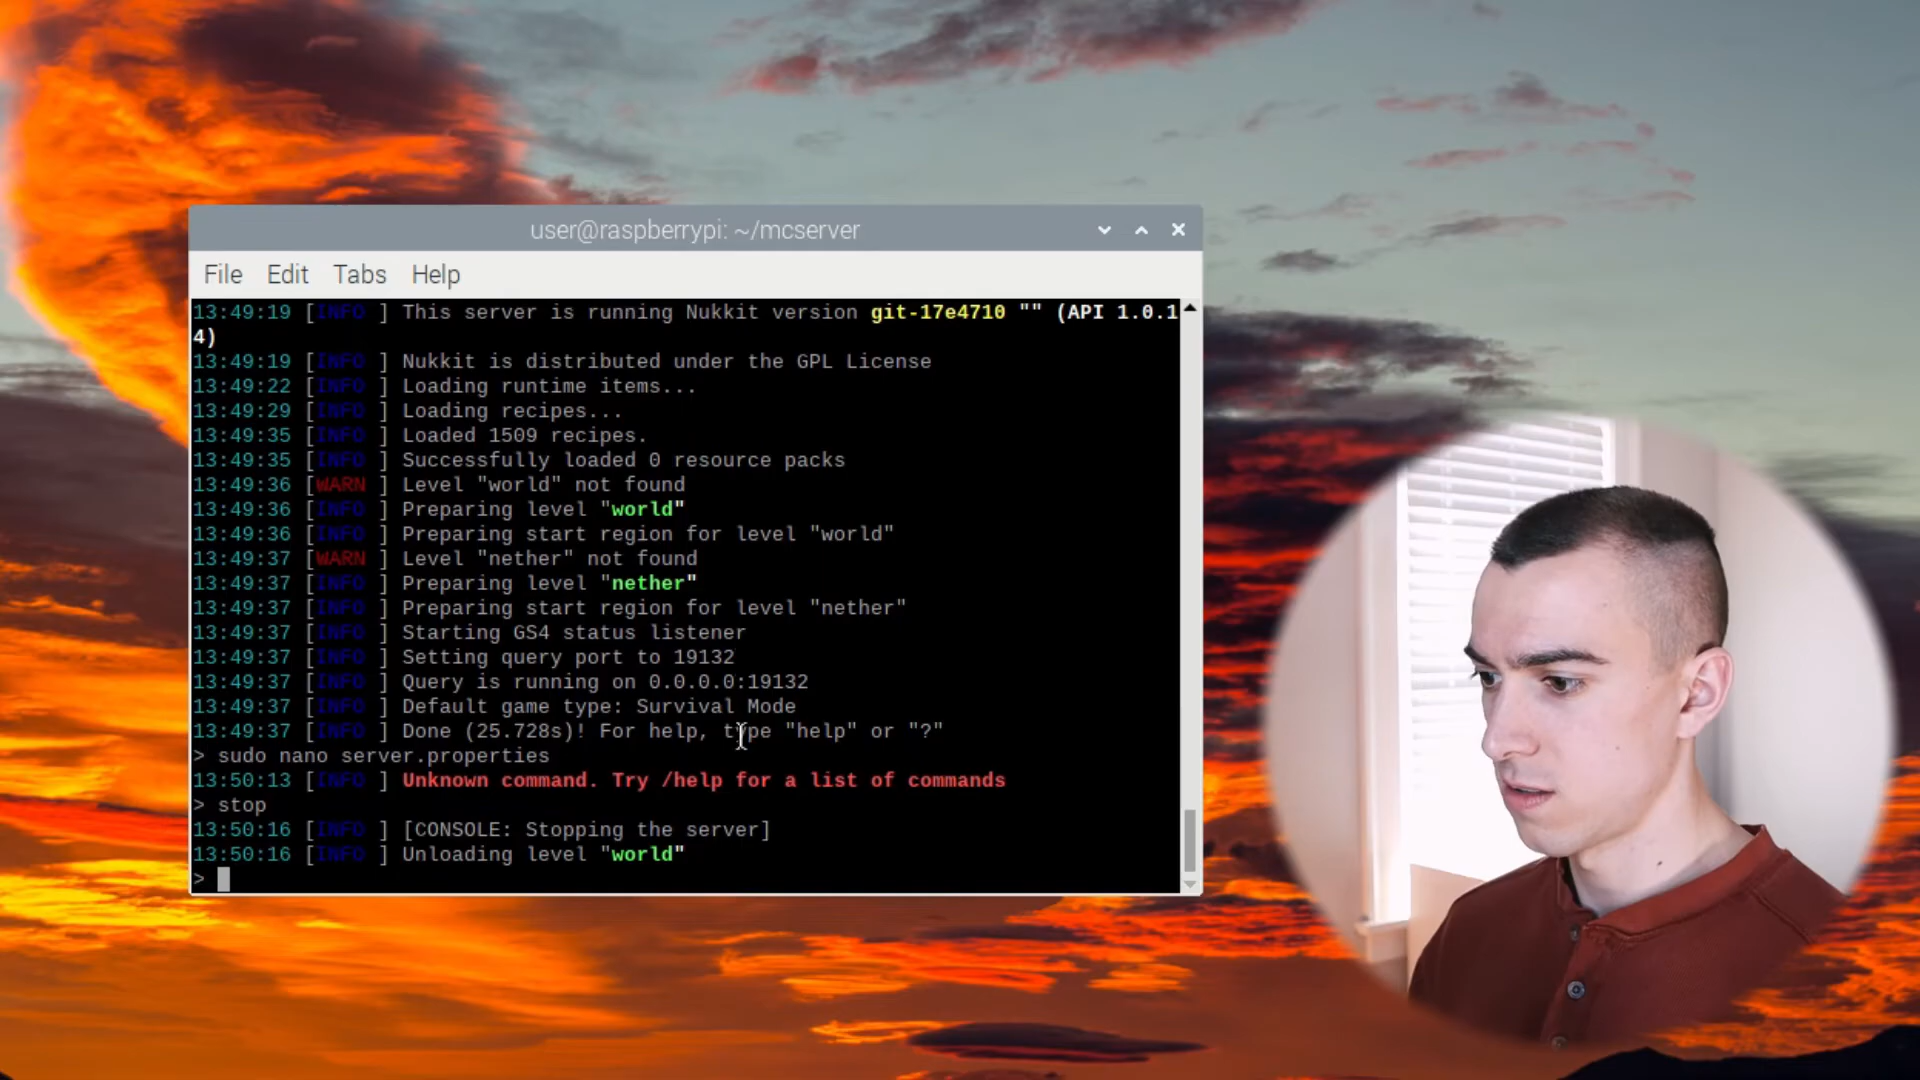 user@raspberrypi: ~/mcserver
File Edit Tabs Help
13:49:19 [INFO ] This server is running Nukkit version git-17e4710 "" (API 1.0.1
4)
13:49:19 [INFO ] Nukkit is distributed under the GPL License
13:49:22 [INFO ] Loading runtime items...
13:49:29 [INFO ] Loading recipes...
13:49:35 [INFO ] Loaded 1509 recipes.
13:49:35 [INFO ] Successfully loaded 0 resource packs
13:49:36 [WARN ] Level "world" not found
13:49:36 [INFO ] Preparing level "world"
13:49:36 [INFO ] Preparing start region for level "world"
13:49:37 [WARN ] Level "nether" not found
13:49:37 [INFO ] Preparing level "nether"
13:49:37 [INFO ] Preparing start region for level "nether"
13:49:37 [INFO ] Starting GS4 status listener
13:49:37 [INFO ] Setting query port to 19132
13:49:37 [INFO ] Query is running on 0.0.0.0:19132
13:49:37 [INFO ] Default game type: Survival Mode
13:49:37 [INFO ] Done (25.728s)! For help, type "help" or "?"
> sudo nano server.properties
13:50:13 [INFO ] Unknown command. Try /help for a list of commands
> stop
13:50:16 [INFO ] [CONSOLE: Stopping the server]
13:50:16 [INFO ] Unloading level "world"
>